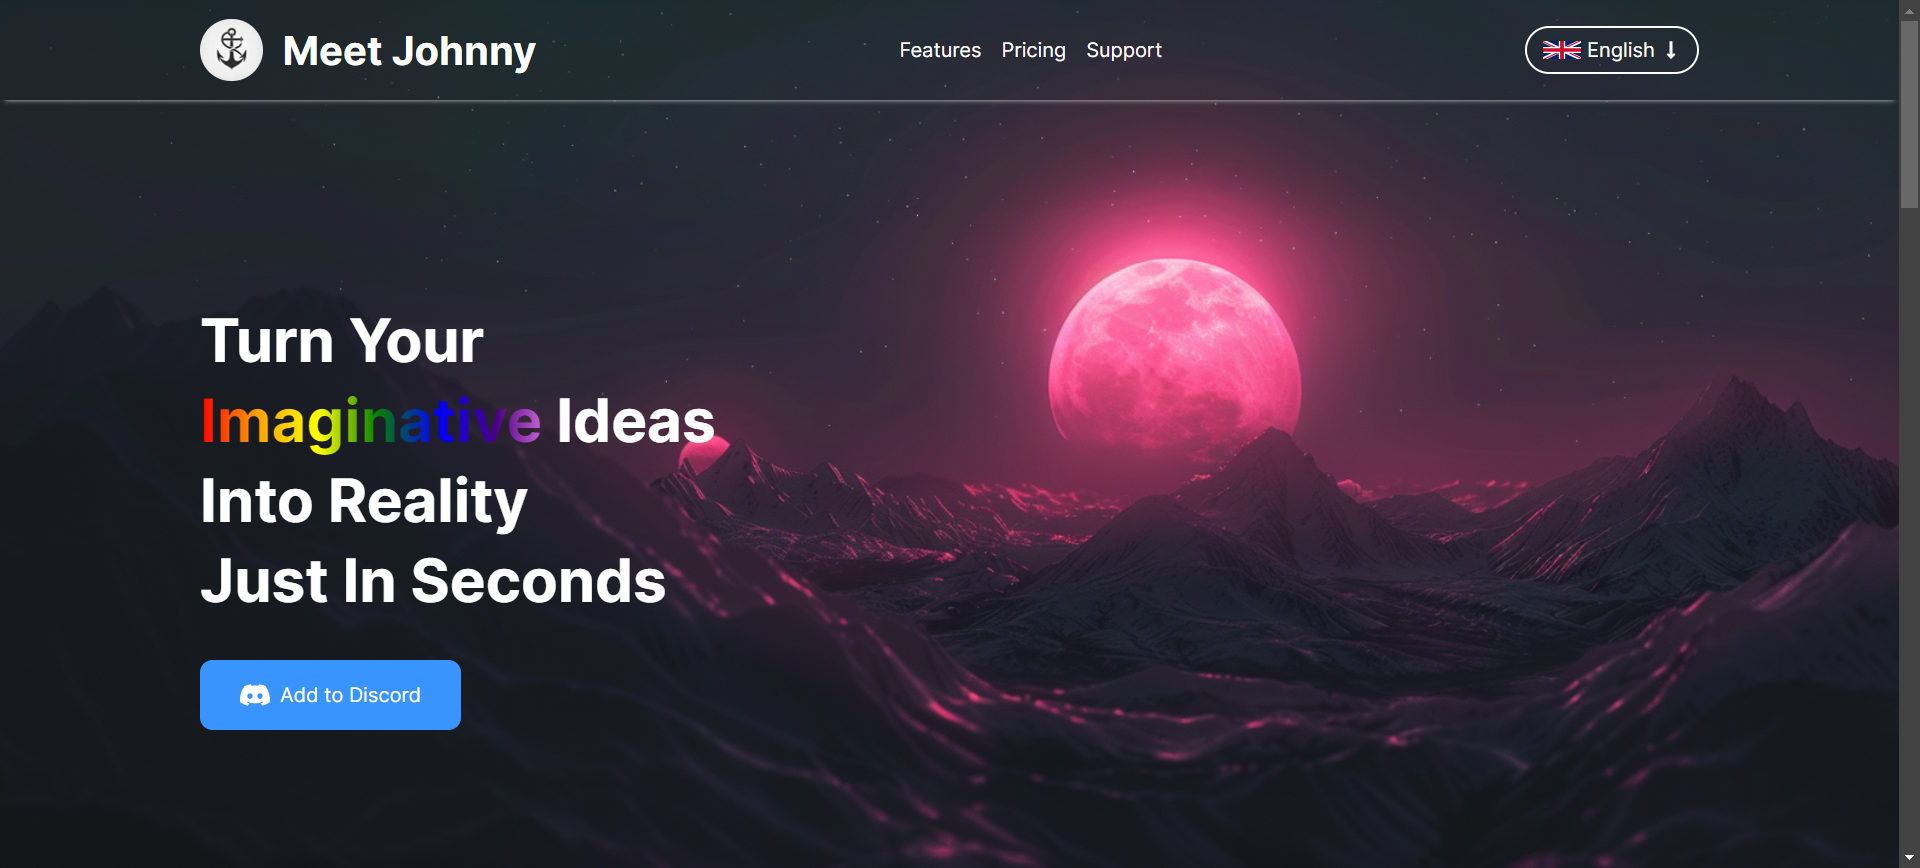 Meet Johnny
Features Pricing Support
English
Turn Your
Imaginative Ideas
Into Reality
Just In Seconds
Add to Discord